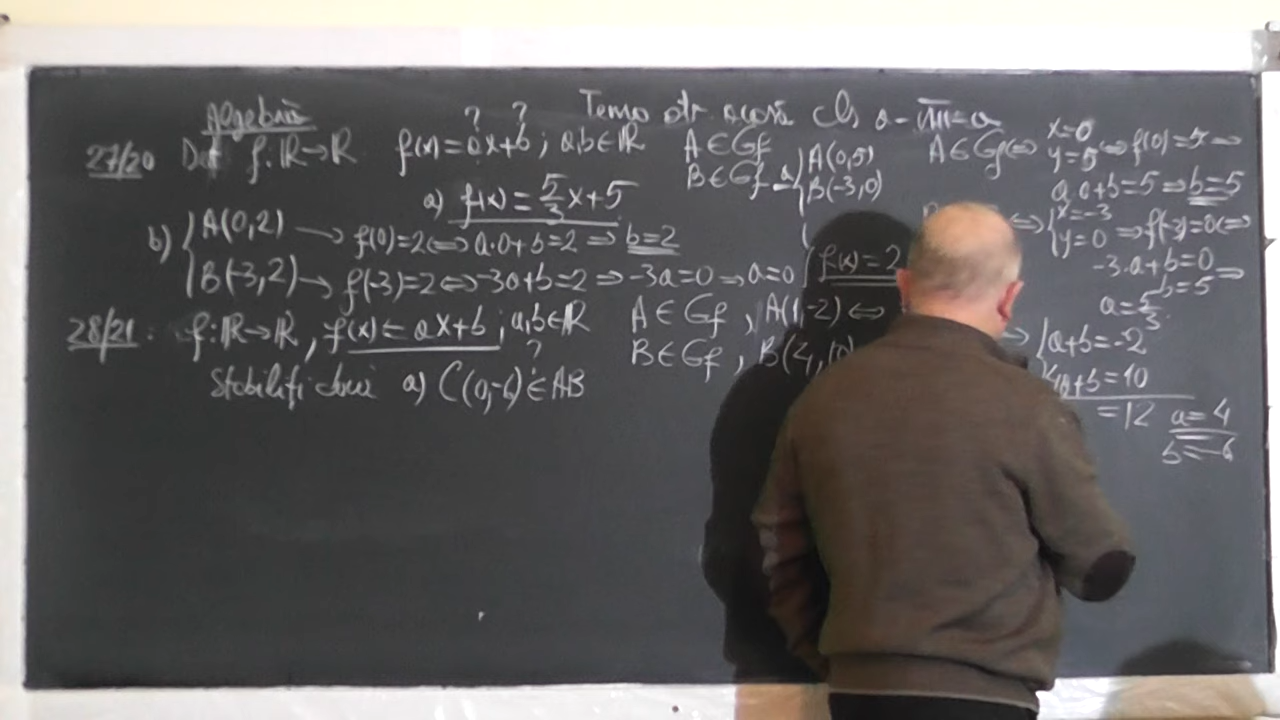 Algebră Tema pt. acasă cls a-VIII-a
27/20 Det f:ℝ→ℝ f(x)=ax+b; a,b∈ℝ A∈Gf
B∈Gf a) A(0,5)
B(-3,0)
A∈Gf⇔ x=0
y=5 ⇒ f(0)=5 ⇒
a·0+b=5 ⇒ b=5
⇔ x=-3
y=0 ⇒ f(-3)=0⇔
-3·a+b=0
b=5 ⇒
a=5/3
a) f(x)=5/3x+5
b) A(0,2) → f(0)=2⇔a·0+b=2 ⇒ b=2
B(-3,2) → f(-3)=2⇔-3a+b=2 ⇒ -3a=0 ⇒ a=0 f(x)=2
28/21: f:ℝ→ℝ, f(x)=ax+b; a,b∈ℝ A∈Gf, A(1,-2) ⇔
B∈Gf, B(4,10)
a+b=-2
4a+b=10
=12 a=4
b=-6
Stabiliți dacă a) C(0,-6)∈AB
? ? ?